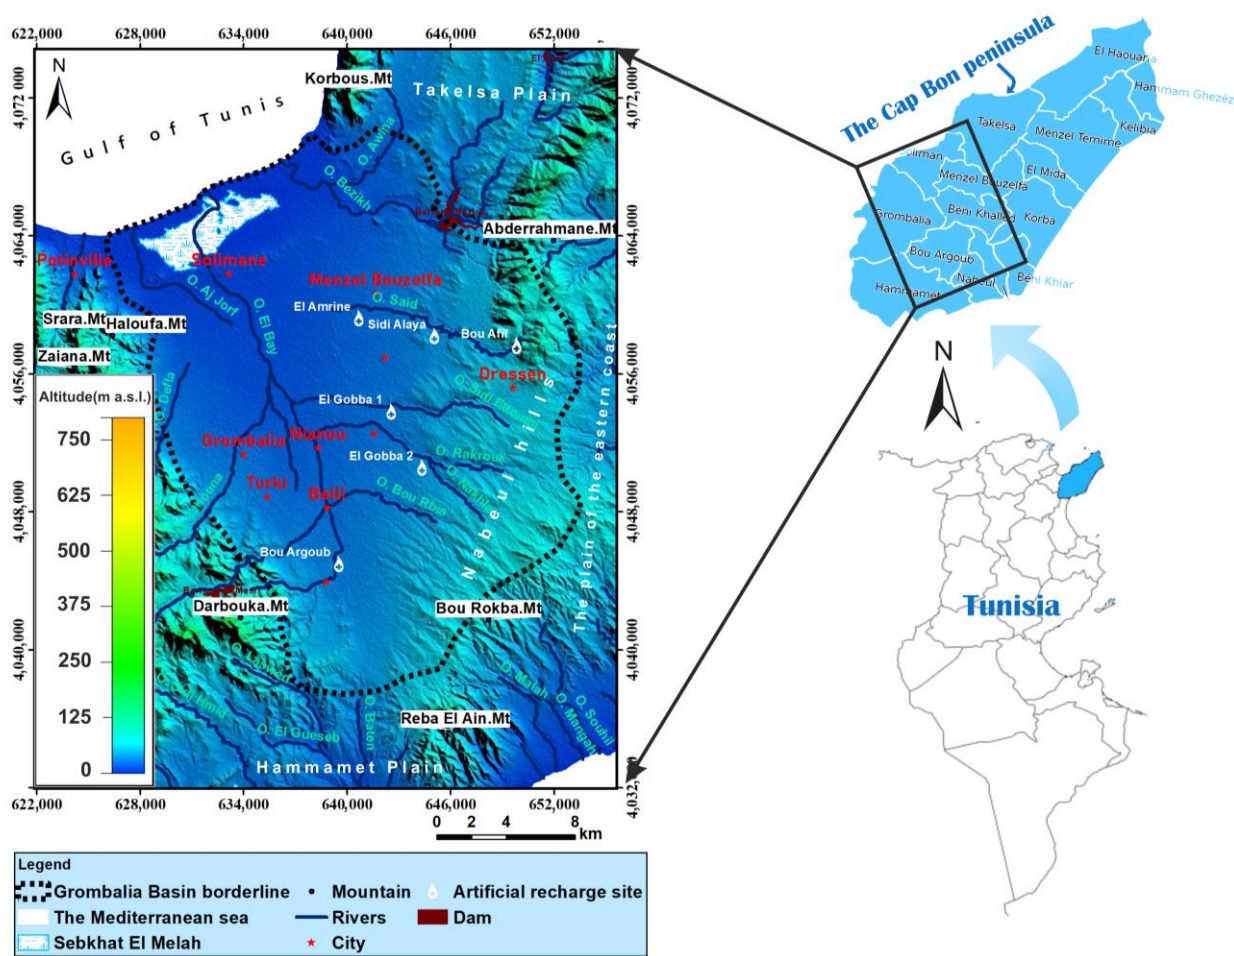 622,000 628,000 634,000 640,000 646,000 652,000
4,072,000
4,064,000
4,056,000
4,048,000
4,040,000
N
Gulf of Tunis
Korbous.Mt
Takelsa Plain
O. Bezikh
Abderrahmane.Mt
Potinville
Solimane
Menzel Bouzelfa
O. Said
O. Aj Jorf
O. El Bay
El Amrine
Sidi Alaya
Bou Afif
Srara.Mt
Haloufa.Mt
Zaiana.Mt
Dressen
O. Defla
El Gobba 1
Grombalia
Nianou
O. Rakrouk
El Gobba 2
Turki
Belli
O. Bou Rbia
Nabeul hills
The plain of the eastern coast
Bou Argoub
Darbouka.Mt
Bou Rokba.Mt
O. Malah
O. Souhil
O. Mangah
O. Baten
O. El Gueseb
Reba El Ain.Mt
Hammamet Plain
Altitude(m a.s.l.)
750
625
500
375
250
125
0
4,072,000
4,064,000
4,056,000
4,048,000
4,040,000
622,000 628,000 634,000 640,000 646,000 652,000
0 2 4 8
km
Legend
Grombalia Basin borderline
Mountain
Artificial recharge site
The Mediterranean sea
Rivers
Dam
Sebkhat El Melah
City
The Cap Bon peninsula
El Haouaria
Hammam Ghezèz
Kelibia
Takelsa
Menzel Temime
Soliman
El Mida
Menzel Bouzelfa
Grombalia
Béni Khalled
Korba
Bou Argoub
Nabeul
Béni Khiar
Hammamet
N
Tunisia